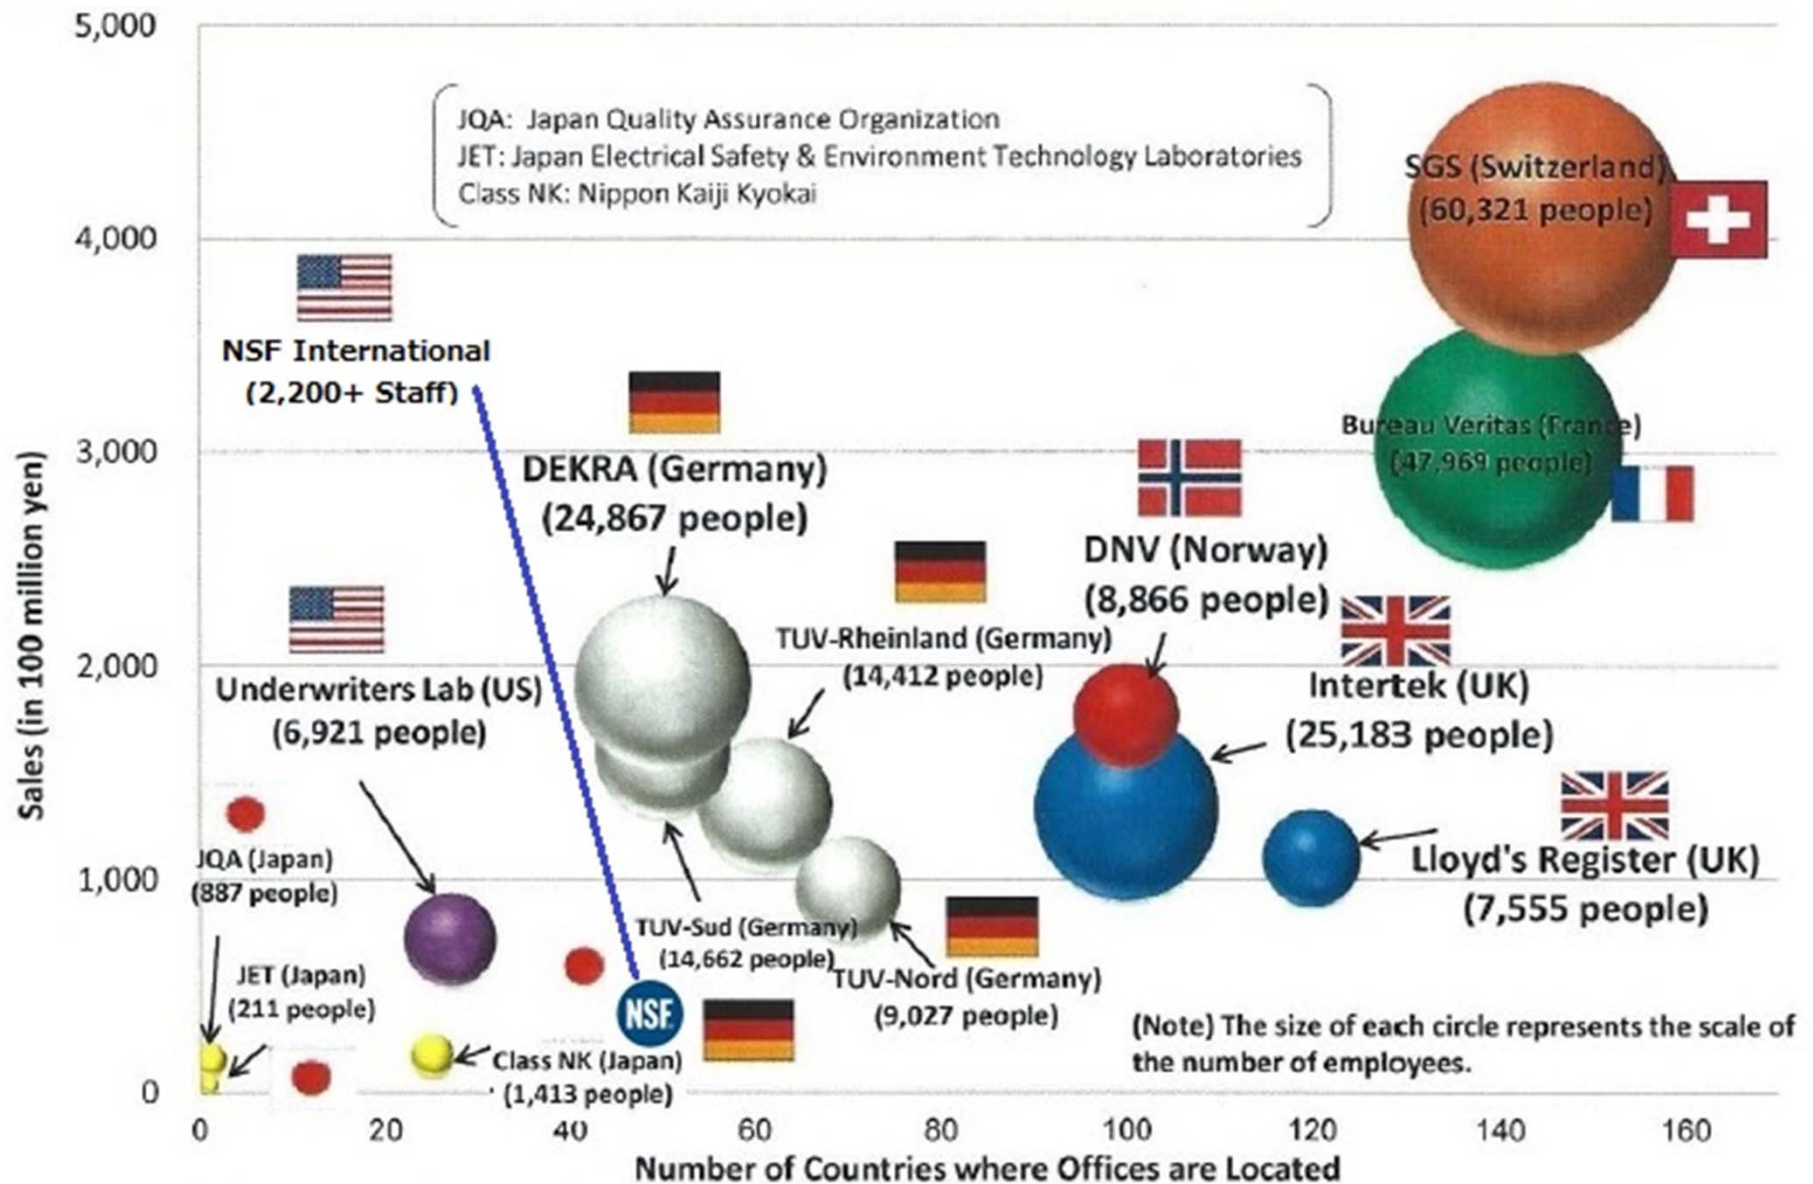 5,000
4,000
3,000
2,000
1,000
0
Sales (in 100 million yen)
JQA: Japan Quality Assurance Organization
JET: Japan Electrical Safety & Environment Technology Laboratories
Class NK: Nippon Kaiji Kyokai
SGS (Switzerland)
(60,321 people)
NSF International
(2,200+ Staff)
Bureau Veritas (France)
(47,969 people)
DEKRA (Germany)
(24,867 people)
DNV (Norway)
(8,866 people)
TUV-Rheinland (Germany)
(14,412 people)
Underwriters Lab (US)
(6,921 people)
Intertek (UK)
(25,183 people)
JQA (Japan)
(887 people)
Lloyd's Register (UK)
(7,555 people)
TUV-Sud (Germany)
(14,662 people)
JET (Japan)
(211 people)
TUV-Nord (Germany)
(9,027 people)
NSF
Class NK (Japan)
(1,413 people)
(Note) The size of each circle represents the scale of
the number of employees.
0 20 40 60 80 100 120 140 160
Number of Countries where Offices are Located